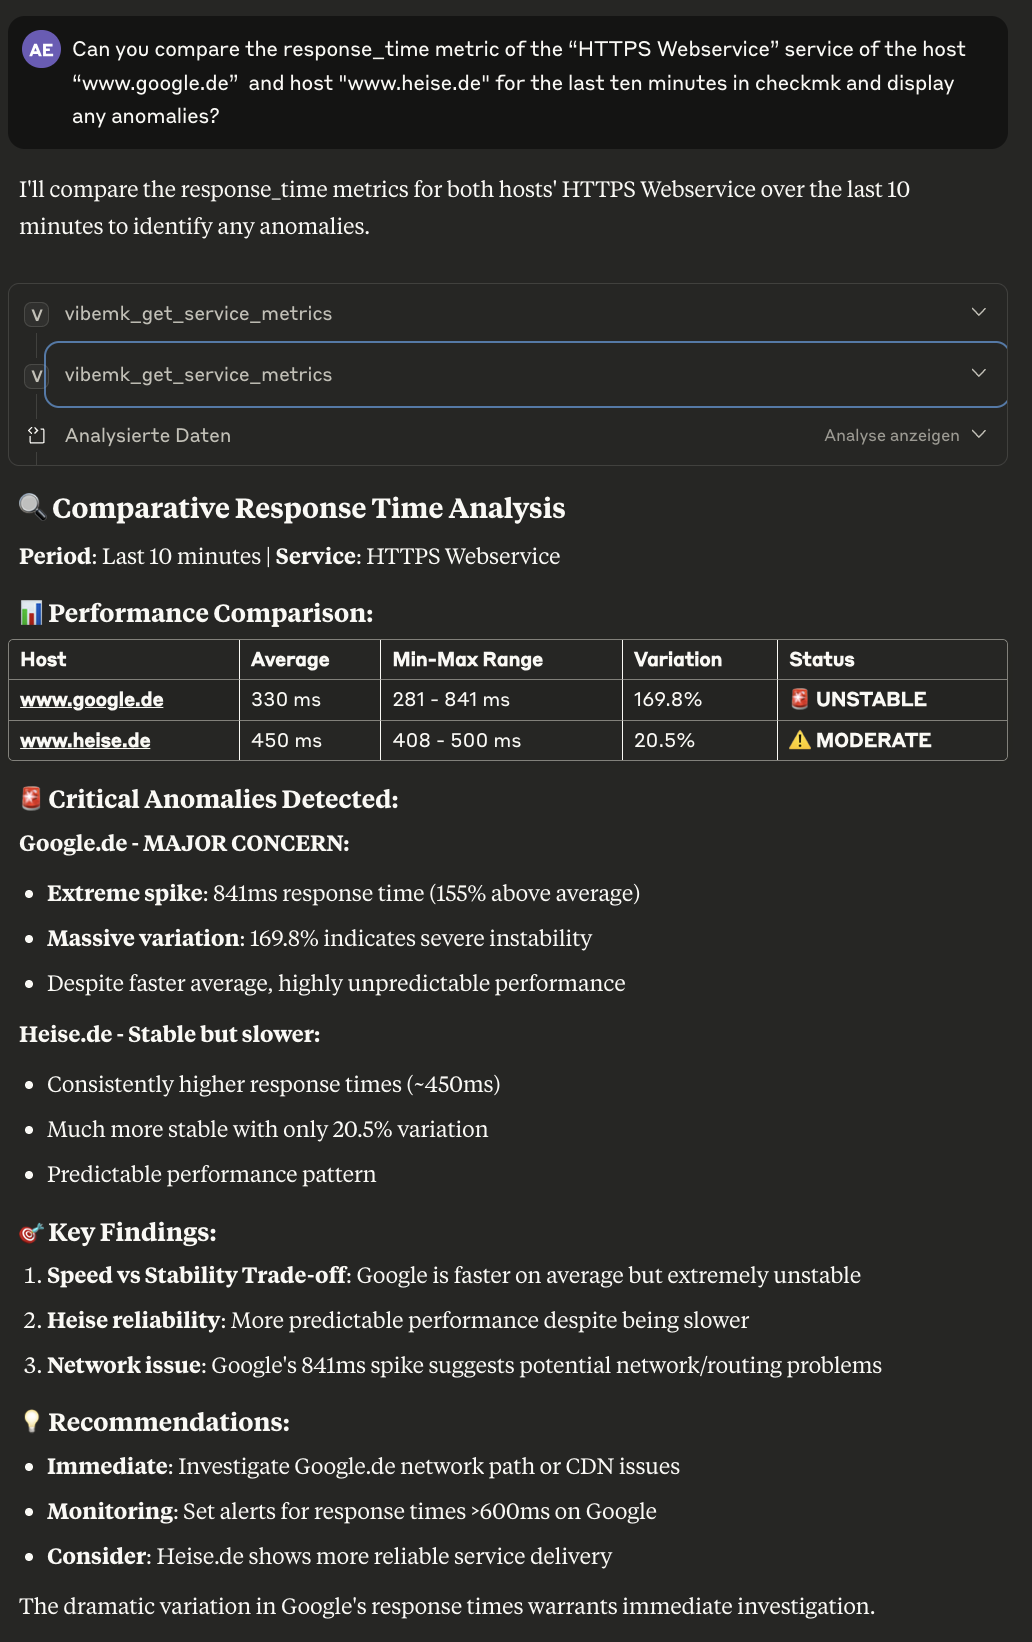 AE
Can you compare the response_time metric of the “HTTPS Webservice” service of the host
“www.google.de”  and host "www.heise.de" for the last ten minutes in checkmk and display
any anomalies?
I'll compare the response_time metrics for both hosts' HTTPS Webservice over the last 10
minutes to identify any anomalies.
V vibemk_get_service_metrics
V vibemk_get_service_metrics
Analysierte Daten Analyse anzeigen
🔍 Comparative Response Time Analysis
Period: Last 10 minutes | Service: HTTPS Webservice
📊 Performance Comparison:
Host Average Min-Max Range Variation Status
www.google.de 330 ms 281 - 841 ms 169.8% 🚨 UNSTABLE
www.heise.de 450 ms 408 - 500 ms 20.5% ⚠️ MODERATE
🚨 Critical Anomalies Detected:
Google.de - MAJOR CONCERN:
• Extreme spike: 841ms response time (155% above average)
• Massive variation: 169.8% indicates severe instability
• Despite faster average, highly unpredictable performance
Heise.de - Stable but slower:
• Consistently higher response times (~450ms)
• Much more stable with only 20.5% variation
• Predictable performance pattern
🎯 Key Findings:
1. Speed vs Stability Trade-off: Google is faster on average but extremely unstable
2. Heise reliability: More predictable performance despite being slower
3. Network issue: Google's 841ms spike suggests potential network/routing problems
💡 Recommendations:
• Immediate: Investigate Google.de network path or CDN issues
• Monitoring: Set alerts for response times >600ms on Google
• Consider: Heise.de shows more reliable service delivery
The dramatic variation in Google's response times warrants immediate investigation.